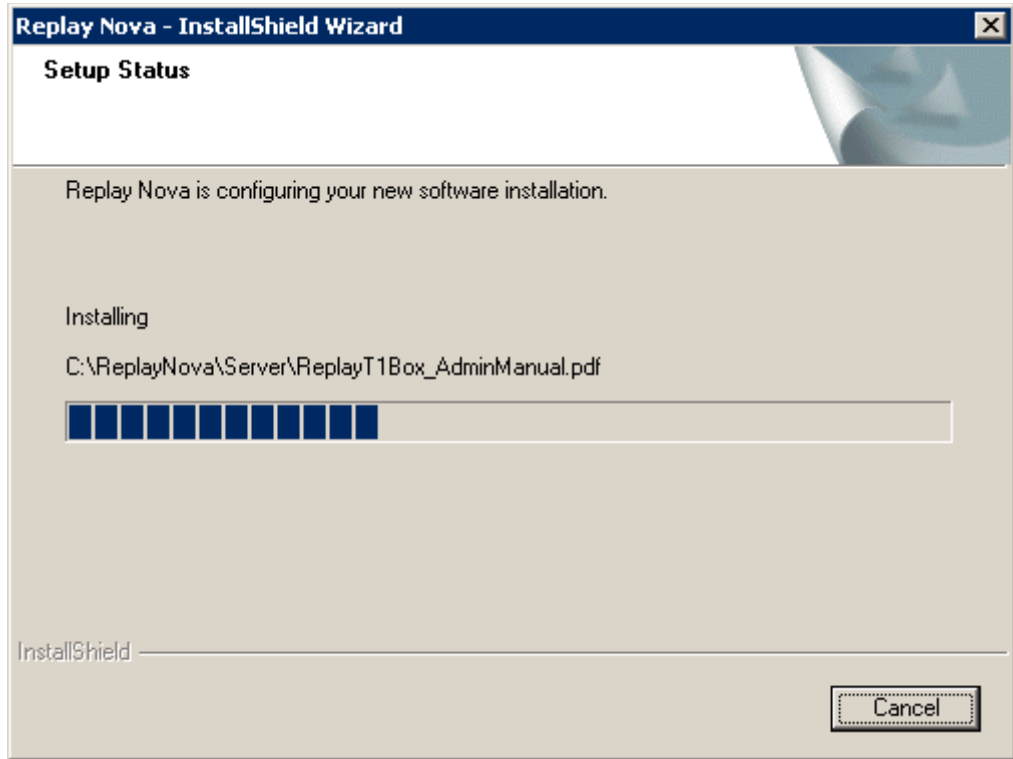 Replay Nova - InstallShield Wizard
Setup Status
Replay Nova is configuring your new software installation.
Installing
C:\ReplayNova\Server\ReplayT1Box_AdminManual.pdf
InstallShield
Cancel